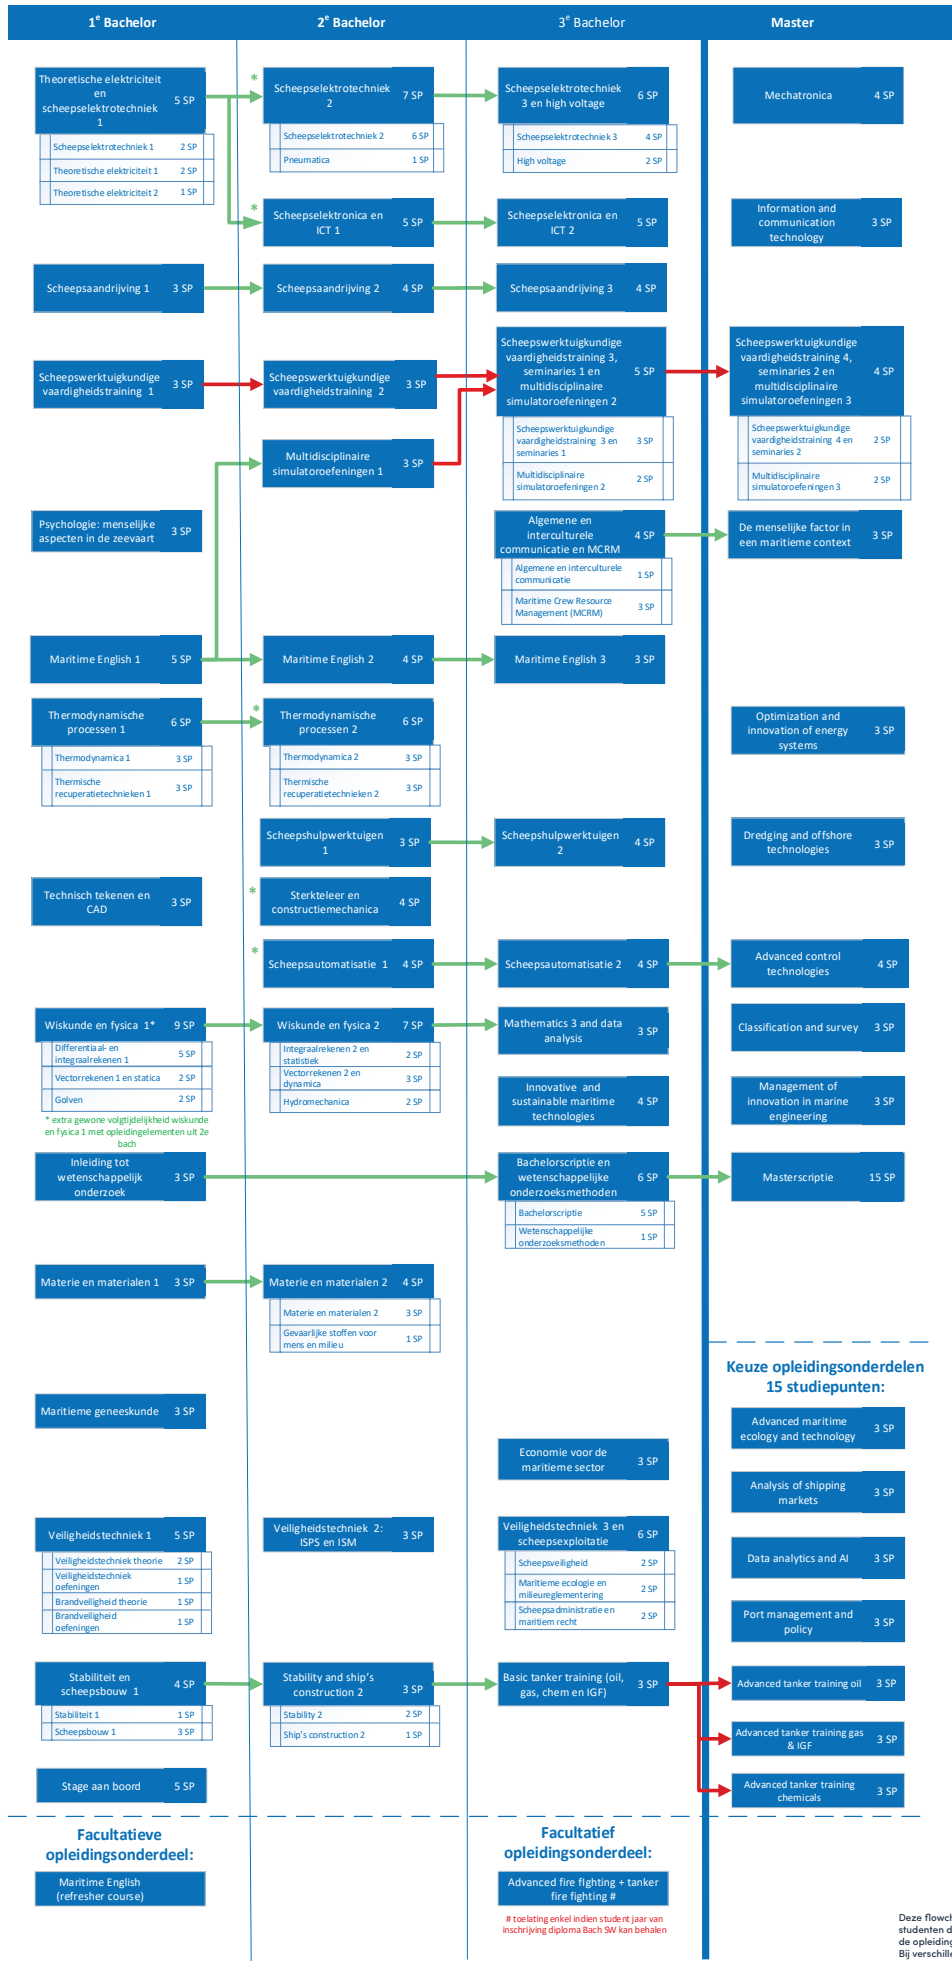 1e Bachelor
2e Bachelor
3e Bachelor
Master
Theoretische elektriciteit
en
scheepselektrotechniek
1
5 SP
Scheepselektrotechniek 1
2 SP
Theoretische elektriciteit 1
2 SP
Theoretische elektriciteit 2
1 SP
*
Scheepselektrotechniek
2
7 SP
Scheepselektrotechniek 2
6 SP
Pneumatica
1 SP
Scheepselektrotechniek
3 en high voltage
6 SP
Scheepselektrotechniek 3
4 SP
High voltage
2 SP
Mechatronica
4 SP
*
Scheepselektronica en
ICT 1
5 SP
Scheepselektronica en
ICT 2
5 SP
Information and
communication
technology
3 SP
Scheepsaandrijving 1
3 SP
Scheepsaandrijving 2
4 SP
Scheepsaandrijving 3
4 SP
Scheepswerktuigkundige
vaardigheidstraining 1
3 SP
Scheepswerktuigkundige
vaardigheidstraining 2
3 SP
Scheepswerktuigkundige
vaardigheidstraining 3,
seminaries 1 en
multidisciplinaire
simulatoroefeningen 2
5 SP
Scheepswerktuigkundige
vaardigheidstraining 3 en
seminaries 1
3 SP
Multidisciplinaire
simulatoroefeningen 2
2 SP
Scheepswerktuigkundige
vaardigheidstraining 4,
seminaries 2 en
multidisciplinaire
simulatoroefeningen 3
4 SP
Scheepswerktuigkundige
vaardigheidstraining 4 en
seminaries 2
2 SP
Multidisciplinaire
simulatoroefeningen 3
2 SP
Multidisciplinaire
simulatoroefeningen 1
3 SP
Psychologie: menselijke
aspecten in de zeevaart
3 SP
Algemene en
interculturele
communicatie en MCRM
4 SP
Algemene en interculturele
communicatie
1 SP
Maritime Crew Resource
Management (MCRM)
3 SP
De menselijke factor in
een maritieme context
3 SP
Maritime English 1
5 SP
Maritime English 2
4 SP
Maritime English 3
3 SP
Thermodynamische
processen 1
6 SP
Thermodynamica 1
3 SP
Thermische
recuperatietechnieken 1
3 SP
*
Thermodynamische
processen 2
6 SP
Thermodynamica 2
3 SP
Thermische
recuperatietechnieken 2
3 SP
Optimization and
innovation of energy
systems
3 SP
Scheepshulpwerktuigen
1
3 SP
Scheepshulpwerktuigen
2
4 SP
Dredging and offshore
technologies
3 SP
Technisch tekenen en
CAD
3 SP
*
Sterkteleer en
constructiemechanica
4 SP
*
Scheepsautomatisatie 1
4 SP
Scheepsautomatisatie 2
4 SP
Advanced control
technologies
4 SP
Wiskunde en fysica 1*
9 SP
Differentiaal- en
integraalrekenen 1
5 SP
Vectorrekenen 1 en statica
2 SP
Golven
2 SP
* extra gewone volgtijdelijkheid wiskunde
en fysica 1 met opleidingelementen uit 2e
bach
Wiskunde en fysica 2
7 SP
Integraalrekenen 2 en
statistiek
2 SP
Vectorrekenen 2 en
dynamica
3 SP
Hydromechanica
2 SP
Mathematics 3 and data
analysis
3 SP
Classification and survey
3 SP
Innovative and
sustainable maritime
technologies
4 SP
Management of
innovation in marine
engineering
3 SP
Inleiding tot
wetenschappelijk
onderzoek
3 SP
Bachelorscriptie en
wetenschappelijke
onderzoeksmethoden
6 SP
Bachelorscriptie
5 SP
Wetenschappelijke
onderzoeksmethoden
1 SP
Masterscriptie
15 SP
Materie en materialen 1
3 SP
Materie en materialen 2
4 SP
Materie en materialen 2
3 SP
Gevaarlijke stoffen voor
mens en milieu
1 SP
Keuze opleidingsonderdelen
15 studiepunten:
Maritieme geneeskunde
3 SP
Advanced maritime
ecology and technology
3 SP
Economie voor de
maritieme sector
3 SP
Analysis of shipping
markets
3 SP
Veiligheidstechniek 1
5 SP
Veiligheidstechniek theorie
2 SP
Veiligheidstechniek
oefeningen
1 SP
Brandveiligheid theorie
1 SP
Brandveiligheid
oefeningen
1 SP
Veiligheidstechniek 2:
ISPS en ISM
3 SP
Veiligheidstechniek 3 en
scheepsexploitatie
6 SP
Scheepsveiligheid
2 SP
Maritieme ecologie en
milieureglementering
2 SP
Scheepsadministratie en
maritiem recht
2 SP
Data analytics and AI
3 SP
Port management and
policy
3 SP
Stabiliteit en
scheepsbouw 1
4 SP
Stabiliteit 1
1 SP
Scheepsbouw 1
3 SP
Stability and ship's
construction 2
3 SP
Stability 2
2 SP
Ship's construction 2
1 SP
Basic tanker training (oil,
gas, chem en IGF)
3 SP
Advanced tanker training oil
3 SP
Advanced tanker training gas
& IGF
3 SP
Stage aan boord
5 SP
Advanced tanker training
chemicals
3 SP
Facultatieve
opleidingsonderdeel:
Maritime English
(refresher course)
Facultatief
opleidingsonderdeel:
Advanced fire fighting + tanker
fire fighting #
# toelating enkel indien student jaar van
inschrijving diploma Bach SW kan behalen
Deze flowch
studenten d
de opleiding
Bij verschille